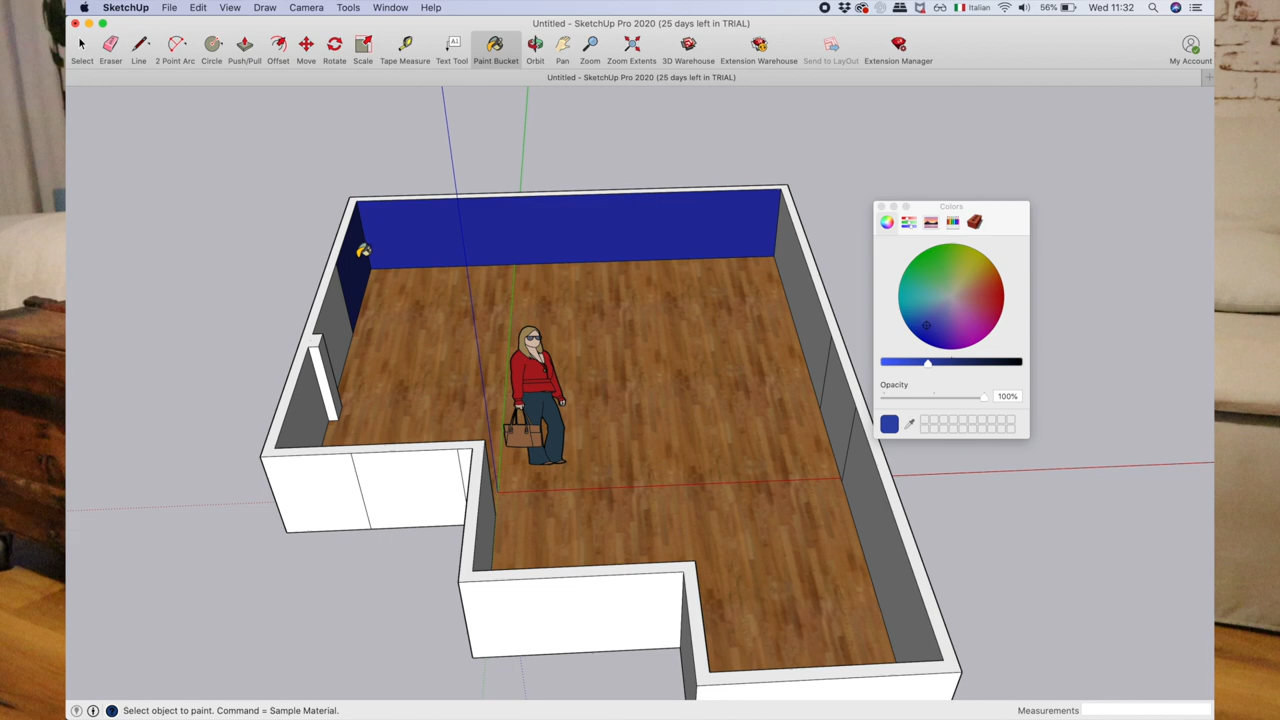 SketchUp File Edit View Draw Camera Tools Window Help
Italian 56% Wed 11:32
Untitled - SketchUp Pro 2020 (25 days left in TRIAL)
Select Eraser Line 2 Point Arc Circle Push/Pull Offset Move Rotate Scale Tape Measure Text Tool Paint Bucket Orbit Pan Zoom Zoom Extents 3D Warehouse Extension Warehouse Send to LayOut Extension Manager My Account
Untitled - SketchUp Pro 2020 (25 days left in TRIAL)
Colors
Opacity
100%
Select object to paint. Command = Sample Material.
Measurements